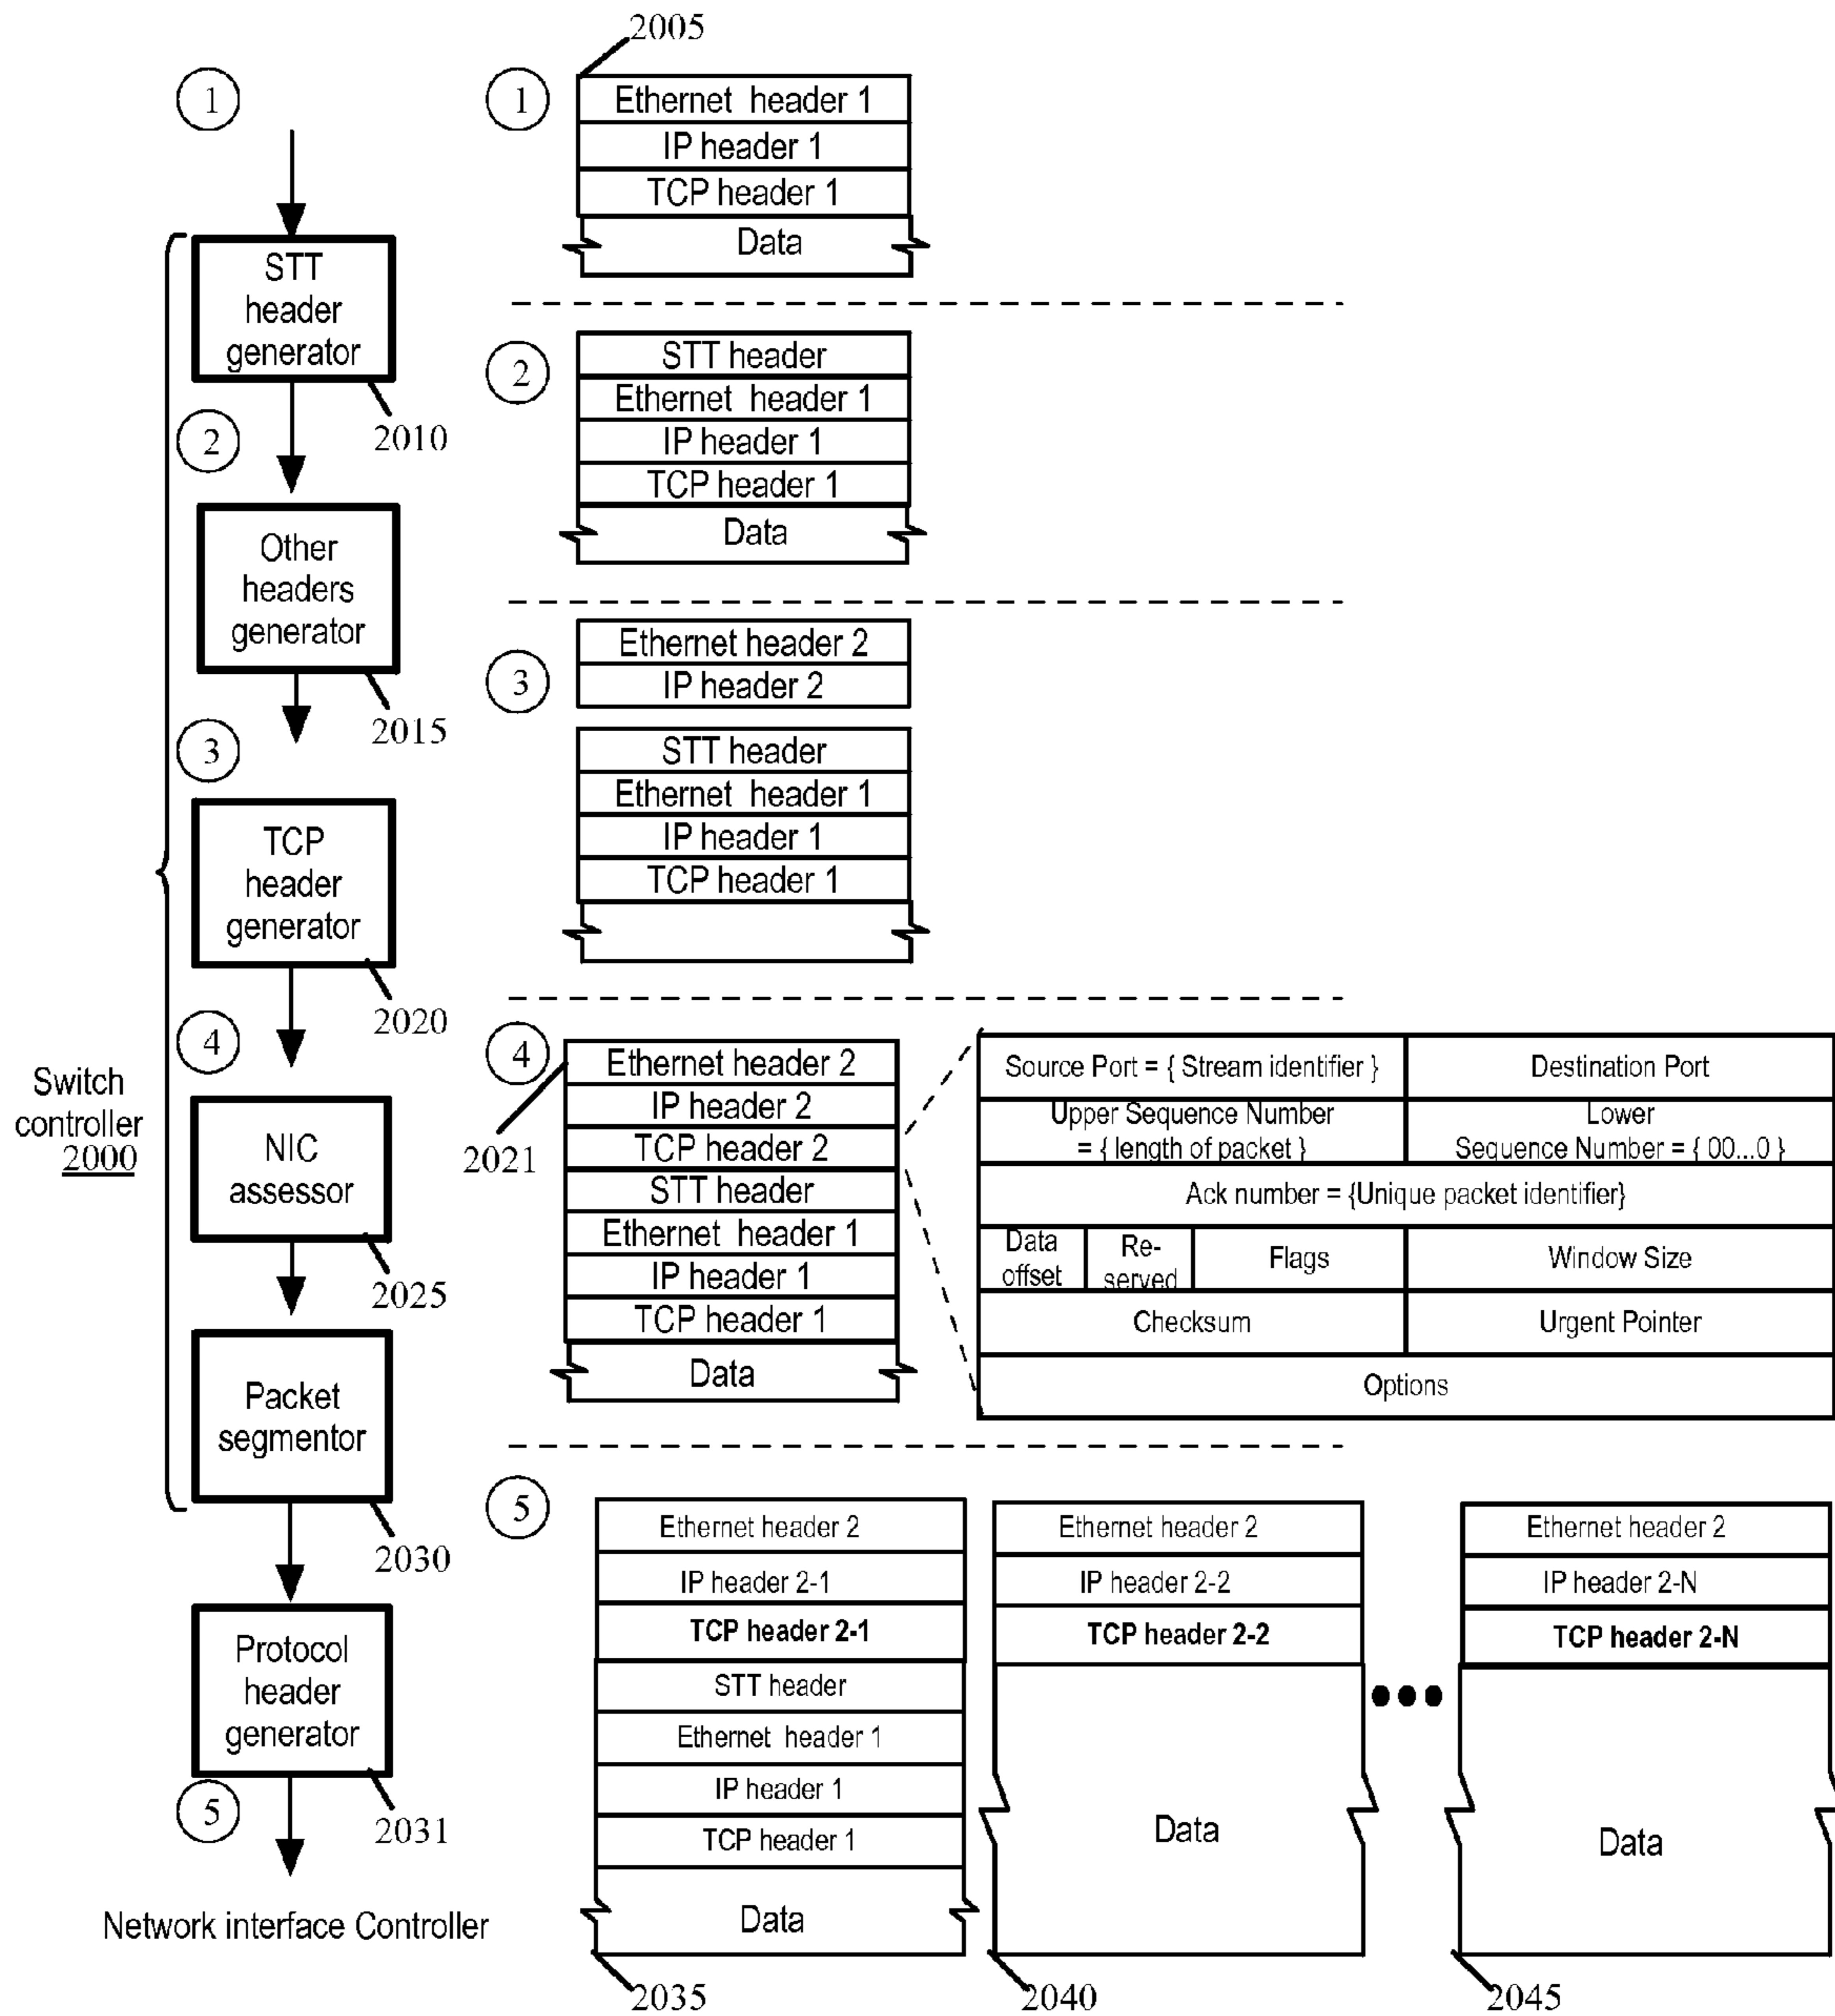 1
STT
header
generator
2010
2
Other
headers
generator
2015
3
TCP
header
generator
2020
4
Switch
controller
2000
NIC
assessor
2025
Packet
segmentor
2030
Protocol
header
generator
2031
5
Network interface Controller
2005
1
Ethernet header 1
IP header 1
TCP header 1
Data
2
STT header
Ethernet header 1
IP header 1
TCP header 1
Data
3
Ethernet header 2
IP header 2
STT header
Ethernet header 1
IP header 1
TCP header 1
4
2021
Ethernet header 2
IP header 2
TCP header 2
STT header
Ethernet header 1
IP header 1
TCP header 1
Data
Source Port = { Stream identifier }
Destination Port
Upper Sequence Number
= { length of packet }
Lower
Sequence Number = { 00...0 }
Ack number = {Unique packet identifier}
Data
offset
Re-
served
Flags
Window Size
Checksum
Urgent Pointer
Options
5
Ethernet header 2
IP header 2-1
TCP header 2-1
STT header
Ethernet header 1
IP header 1
TCP header 1
Data
2035
Ethernet header 2
IP header 2-2
TCP header 2-2
Data
2040
Ethernet header 2
IP header 2-N
TCP header 2-N
Data
2045